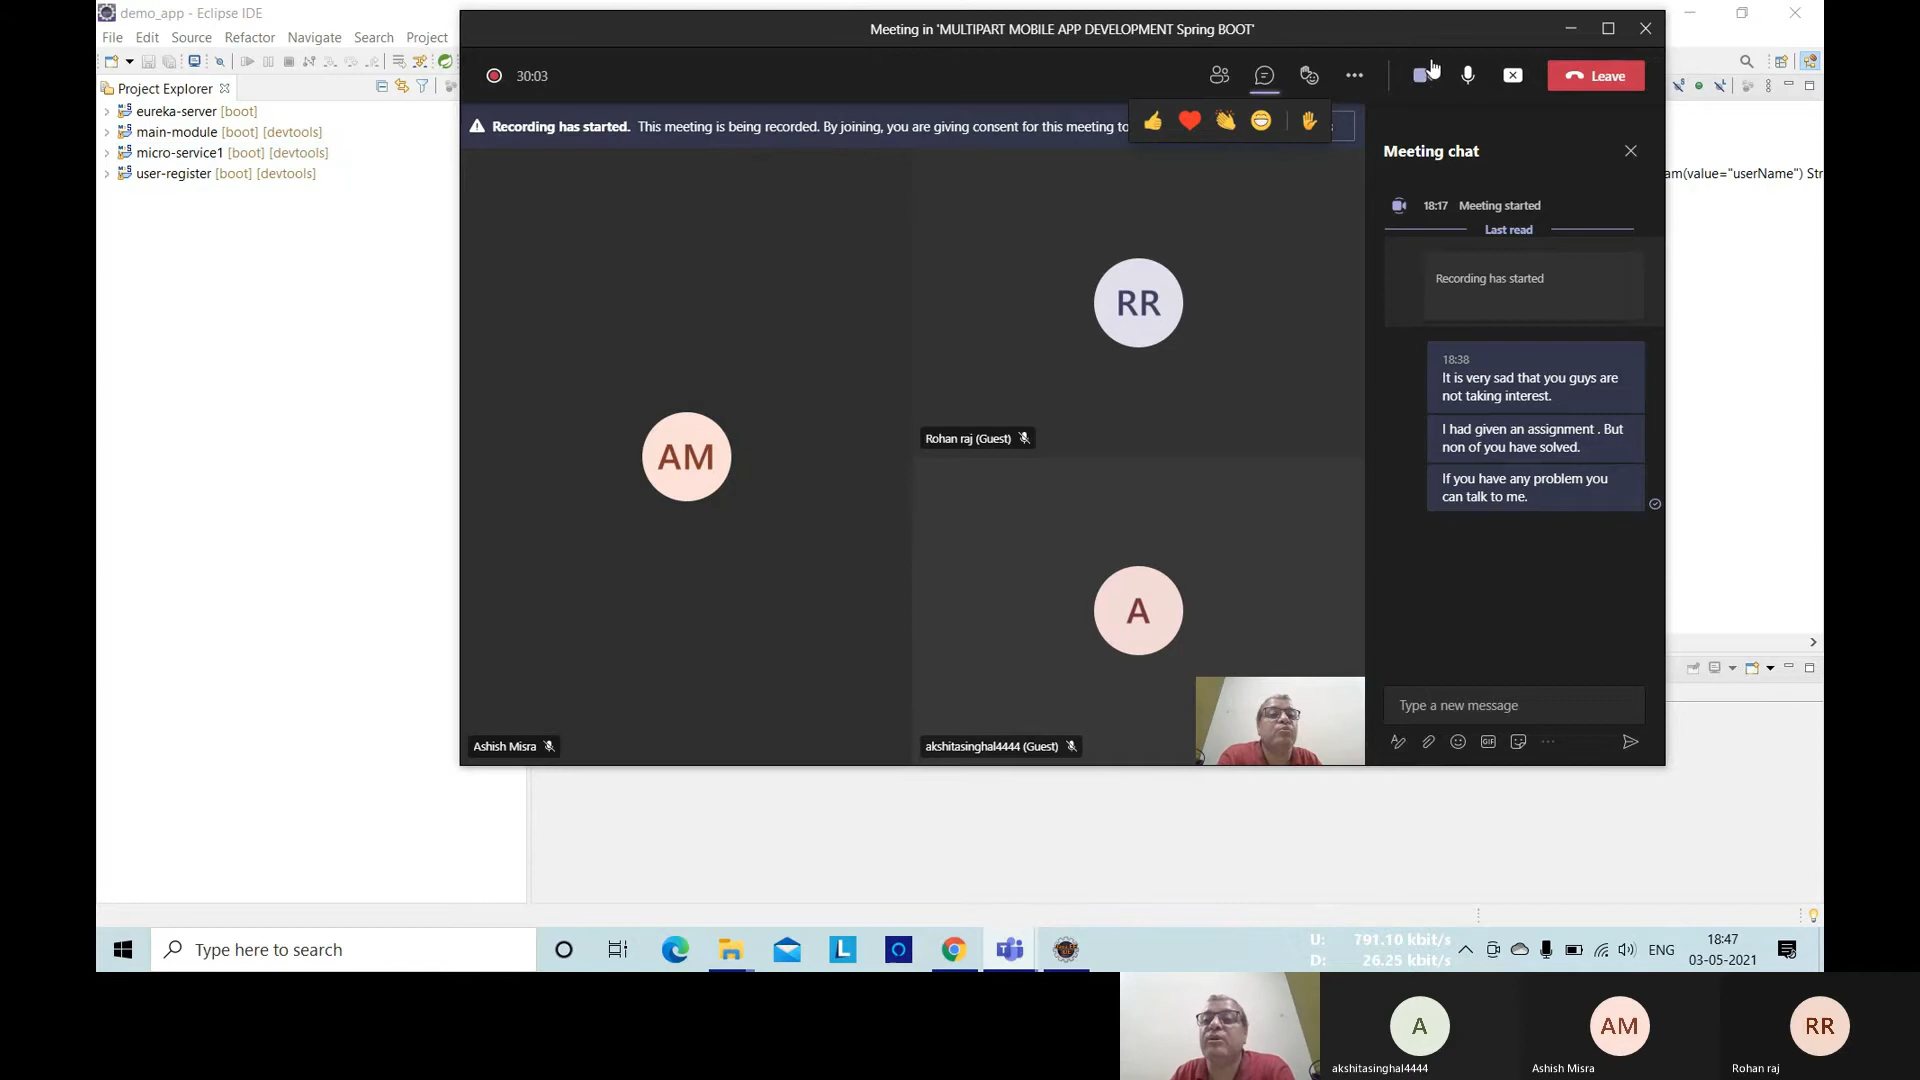 demo_app - Eclipse IDE
File Edit Source Refactor Navigate Search Project
Project Explorer
eureka-server [boot]
main-module [boot] [devtools]
micro-service1 [boot] [devtools]
user-register [boot] [devtools]
Meeting in 'MULTIPART MOBILE APP DEVELOPMENT Spring BOOT'
30:03
Leave
Recording has started. This meeting is being recorded. By joining, you are giving consent for this meeting to
AM
Ashish Misra
RR
Rohan raj (Guest)
A
akshitasinghal4444 (Guest)
Meeting chat
18:17 Meeting started
Last read
Recording has started
18:38
It is very sad that you guys are
not taking interest.
I had given an assignment . But
non of you have solved.
If you have any problem you
can talk to me.
Type a new message
GIF
am(value="userName") Str
Type here to search
L
U: 791.10 kbit/s
D: 26.25 kbit/s
ENG
18:47
03-05-2021
A
akshitasinghal4444
AM
Ashish Misra
RR
Rohan raj